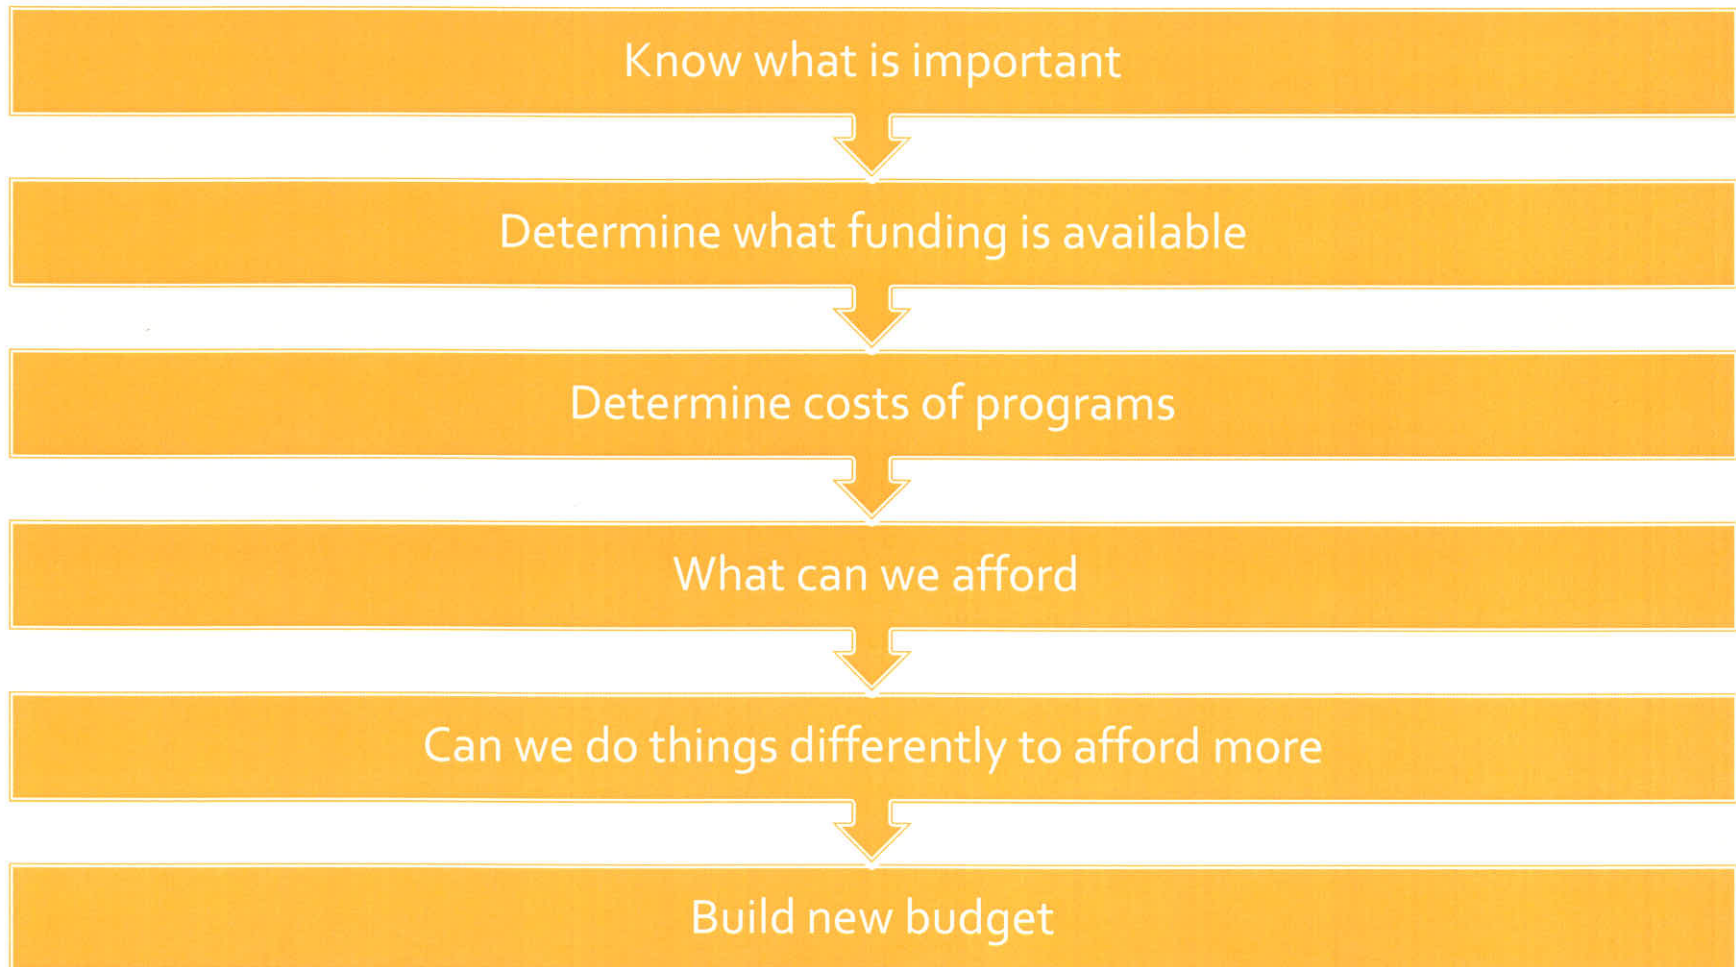 Know what is important
Determine what funding is available
Determine costs of programs
What can we afford
Can we do things differently to afford more
Build new budget